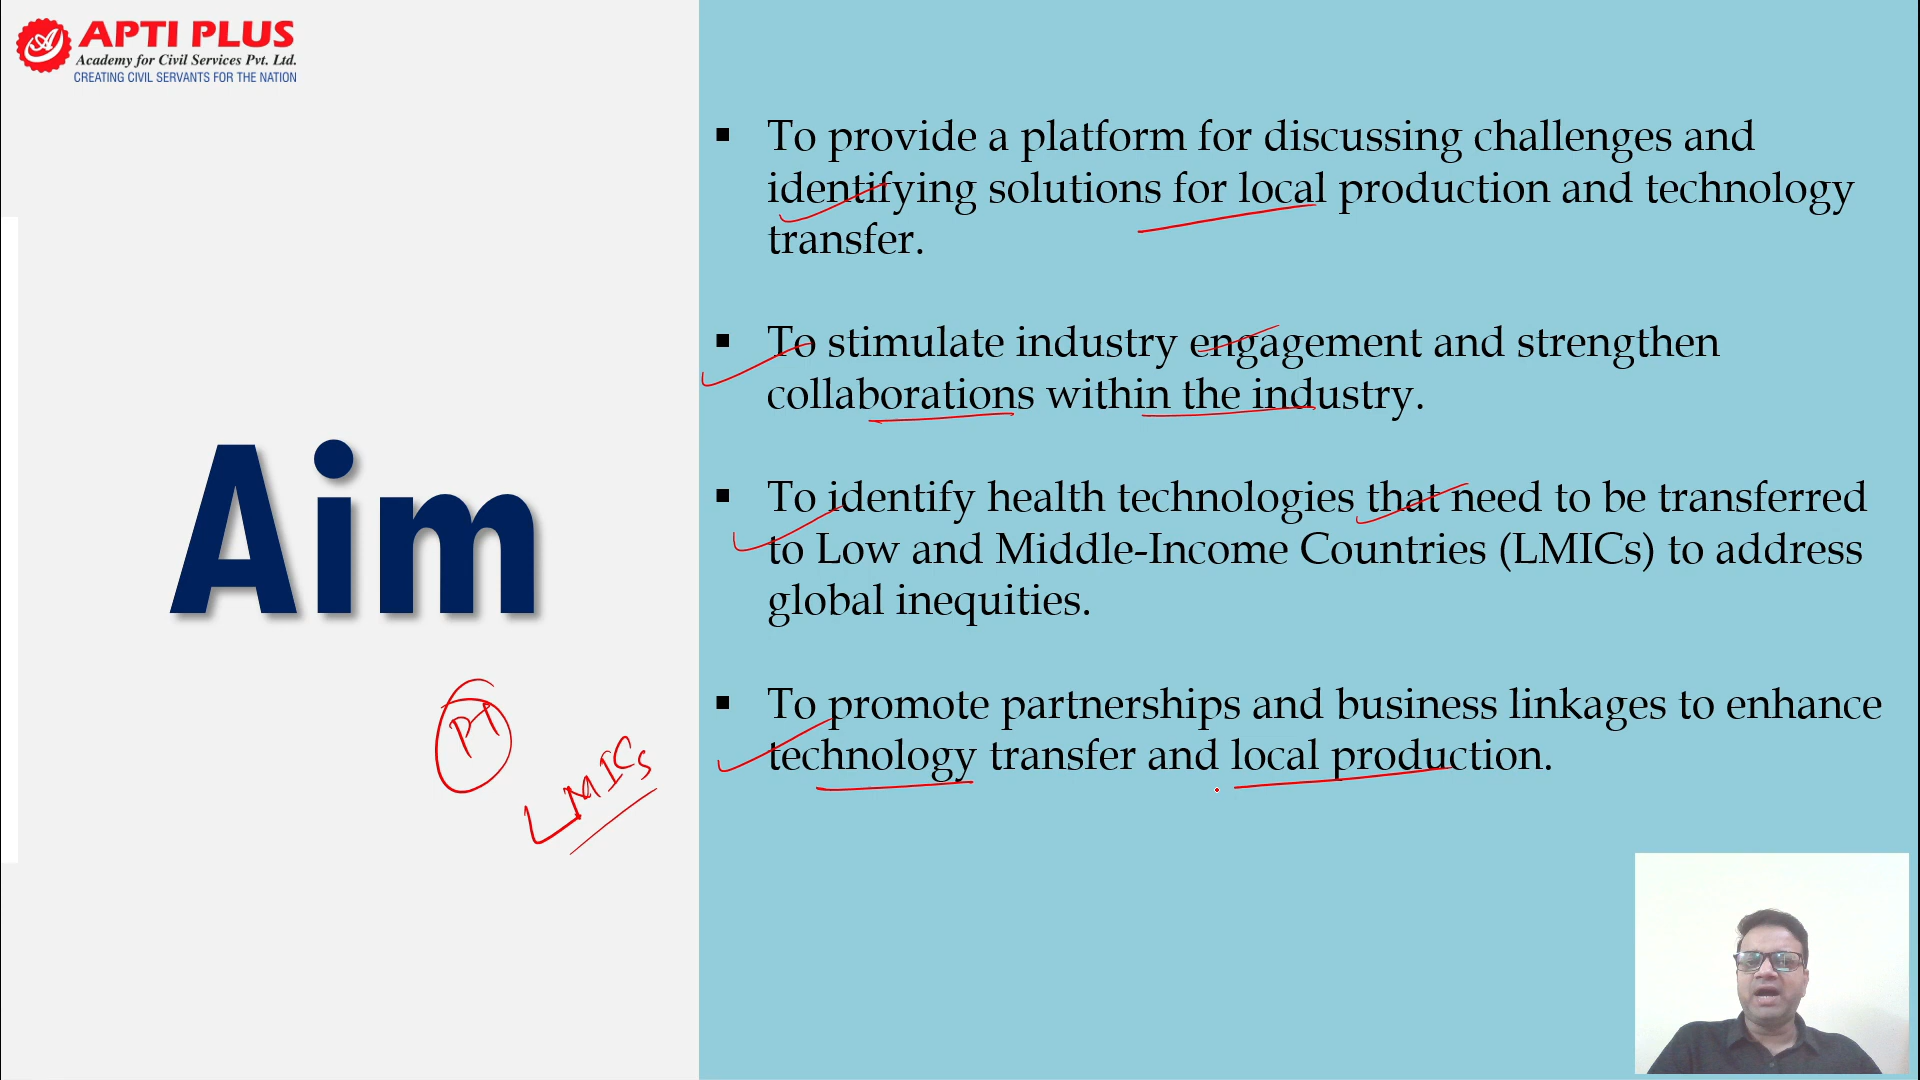 APTI PLUS
Academy for Civil Services Pvt. Ltd.
CREATING CIVIL SERVANTS FOR THE NATION
Aim
PT
LMICs
▪ To provide a platform for discussing challenges and
identifying solutions for local production and technology
transfer.
▪ To stimulate industry engagement and strengthen
collaborations within the industry.
▪ To identify health technologies that need to be transferred
to Low and Middle-Income Countries (LMICs) to address
global inequities.
▪ To promote partnerships and business linkages to enhance
technology transfer and local production.